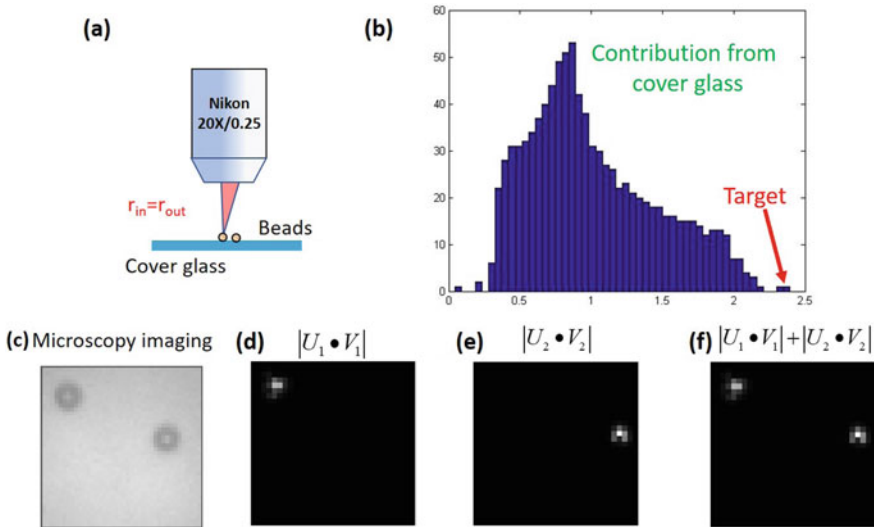 (a)
Nikon
20X/0.25
r_in=r_out
Beads
Cover glass
(b)
60
50
40
30
20
10
0
0 0.5 1 1.5 2 2.5
Contribution from
cover glass
Target
(c) Microscopy imaging
(d) |U₁ • V₁|
(e) |U₂ • V₂|
(f) |U₁ • V₁| + |U₂ • V₂|